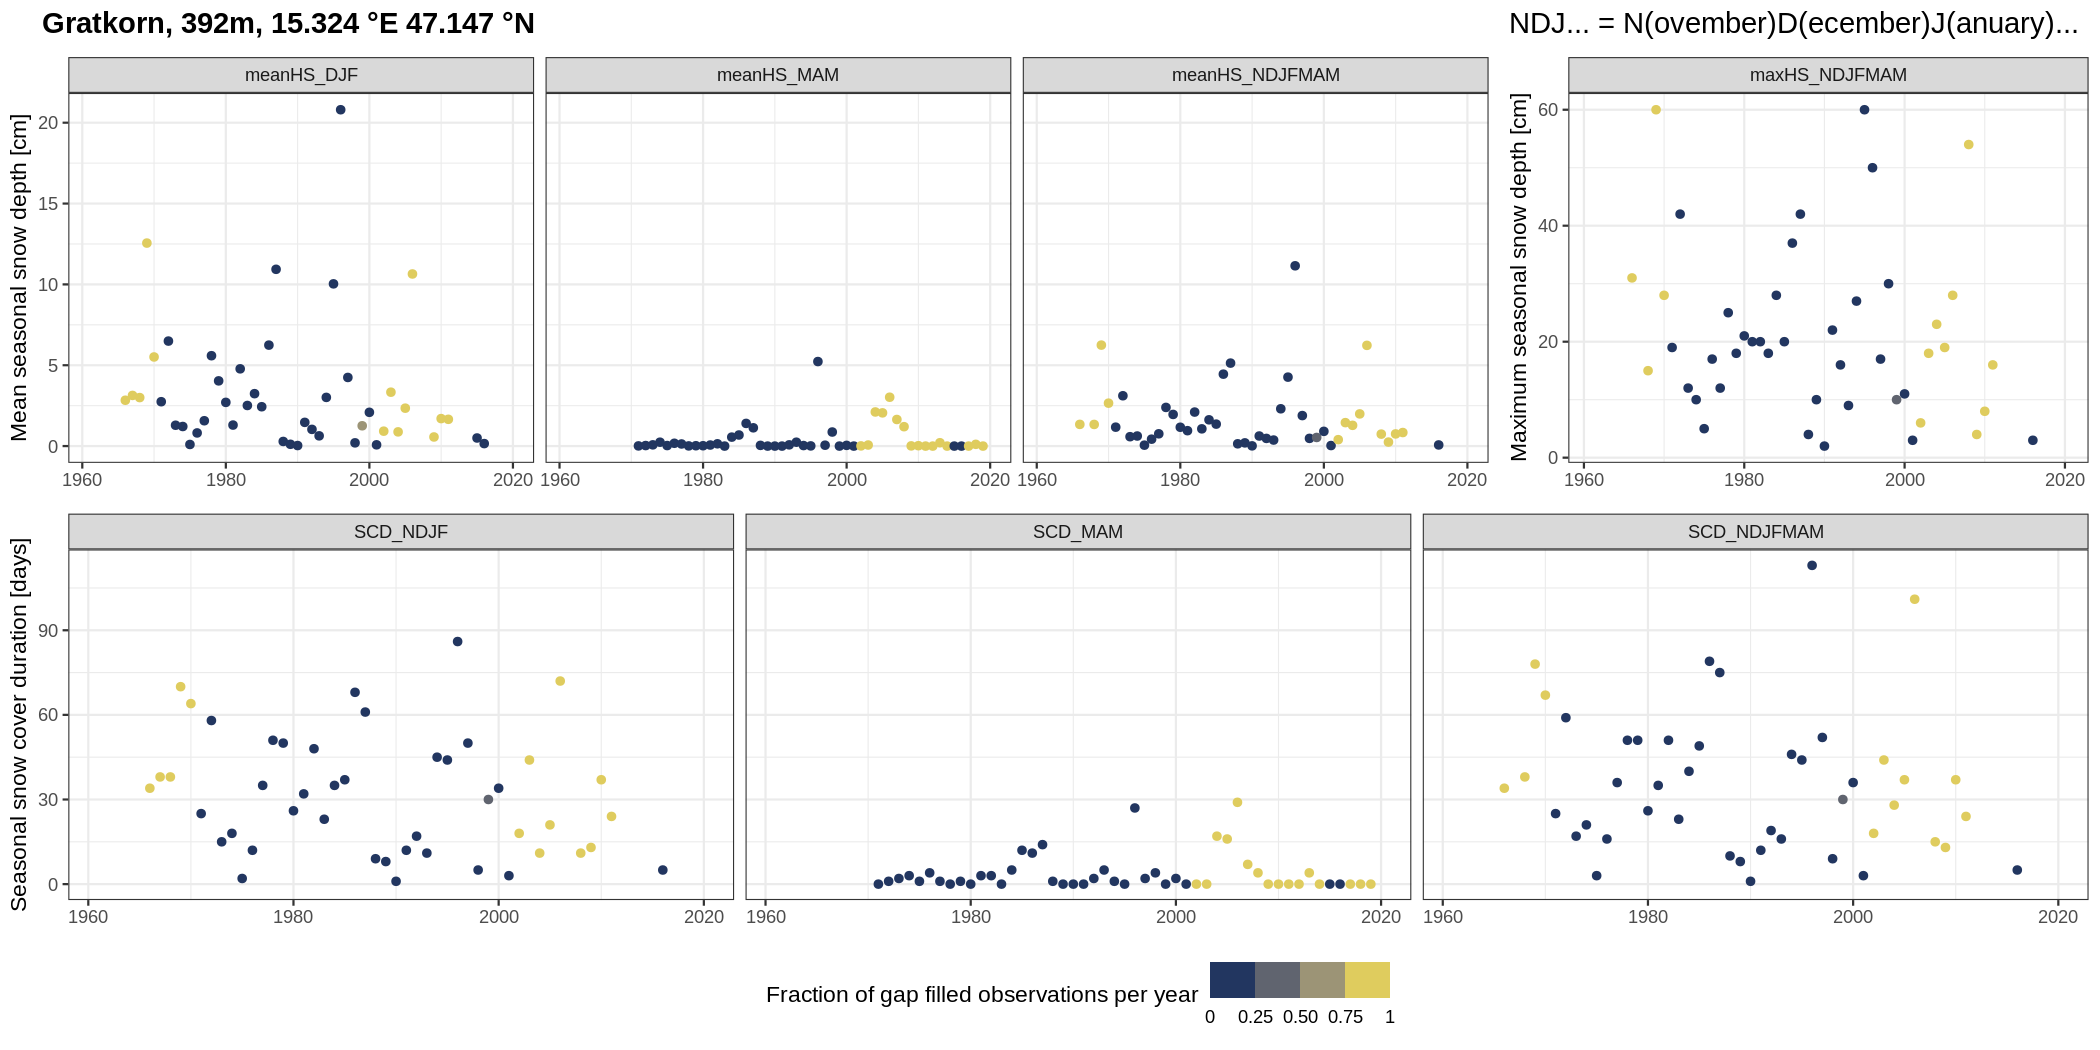 Gratkorn, 392m, 15.324 °E 47.147 °N
NDJ... = N(ovember)D(ecember)J(anuary)...
meanHS_DJF
meanHS_MAM
meanHS_NDJFMAM
maxHS_NDJFMAM
Mean seasonal snow depth [cm]
20
15
10
5
0
1960 1980 2000 2020
1960 1980 2000 2020
1960 1980 2000 2020
Maximum seasonal snow depth [cm]
60
40
20
0
1960 1980 2000 2020
SCD_NDJF
SCD_MAM
SCD_NDJFMAM
Seasonal snow cover duration [days]
90
60
30
0
1960 1980 2000 2020
1960 1980 2000 2020
1960 1980 2000 2020
Fraction of gap filled observations per year
0 0.25 0.50 0.75 1